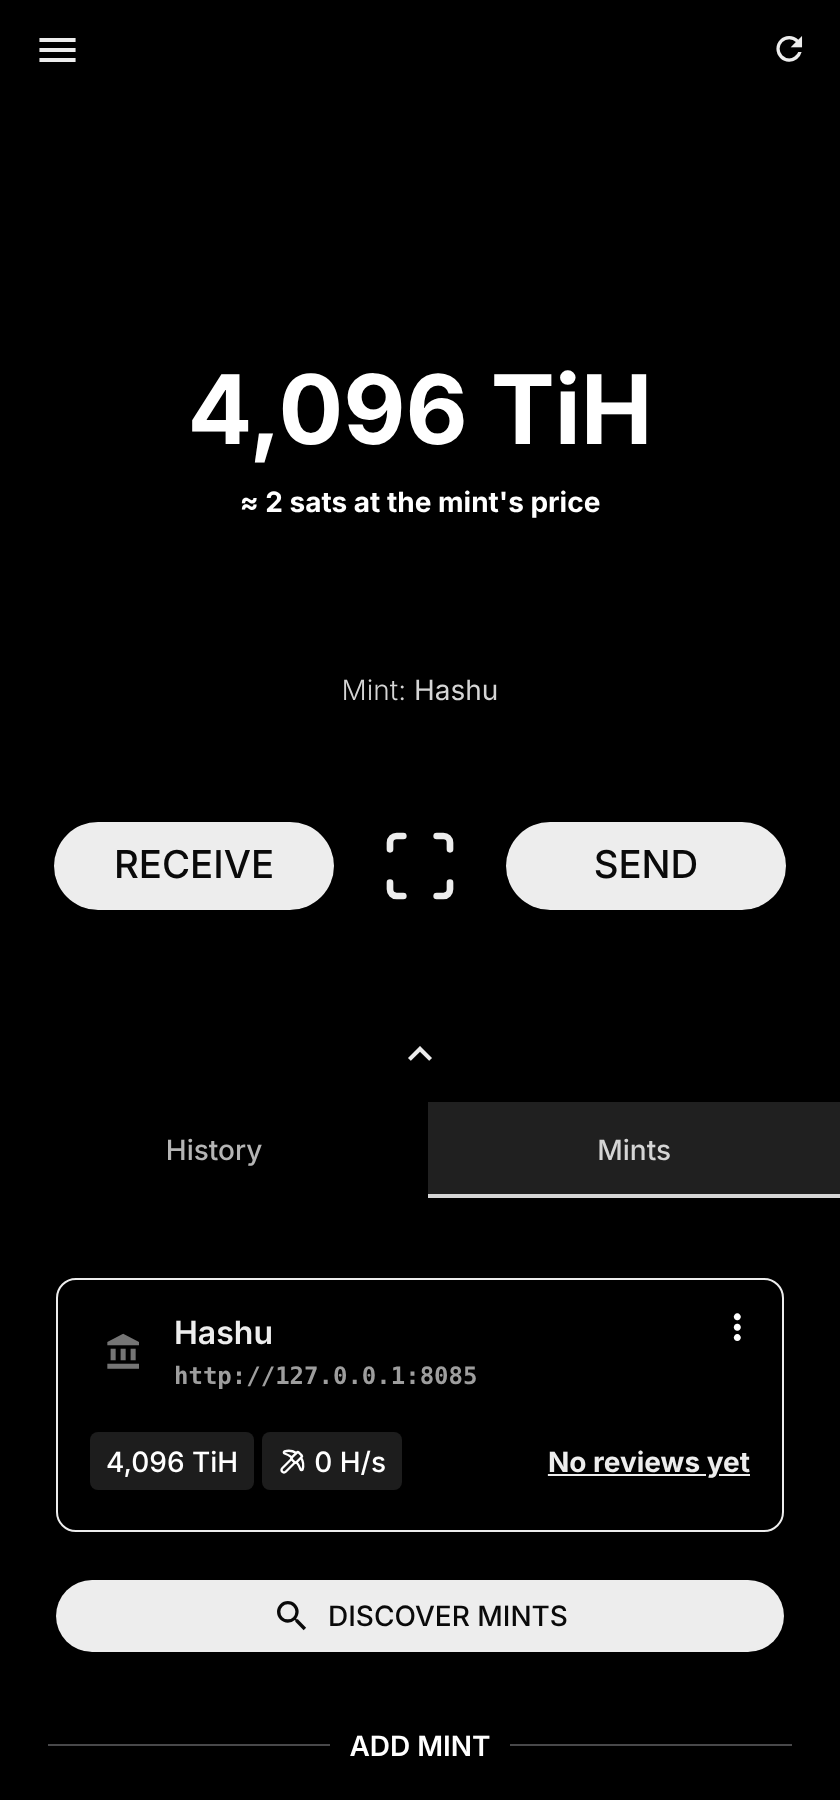 4,096 TiH
≈ 2 sats at the mint's price
Mint: Hashu
RECEIVE
SEND
History
Mints
Hashu
http://127.0.0.1:8085
4,096 TiH
0 H/s
No reviews yet
DISCOVER MINTS
ADD MINT